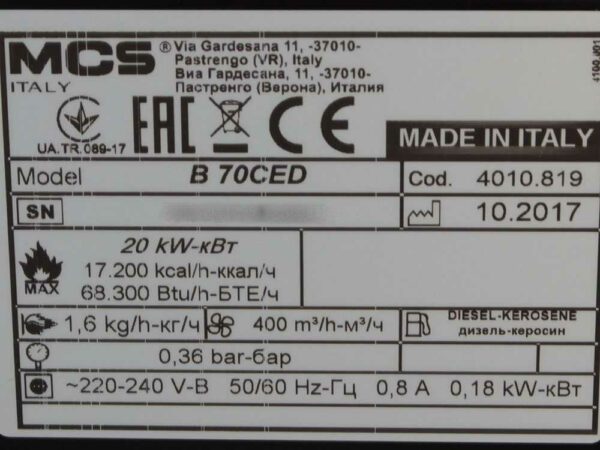 MCS ® Via Gardesana 11, -37010-
Pastrengo (VR), Italy
ITALY Виа Гардесана, 11, -37010-
Пастренго (Верона), Италия
4100.801
UA.TR.089-17
EAC CE
MADE IN ITALY
Model B 70CED Cod. 4010.819
SN 10.2017
20 kW-кВт
17.200 kcal/h-ккал/ч
MAX 68.300 Btu/h-БТЕ/ч
1,6 kg/h-кг/ч 400 m³/h-м³/ч DIESEL-KEROSENE
дизель-керосин
0,36 bar-бар
~220-240 V-В 50/60 Hz-Гц 0,8 A 0,18 kW-кВт